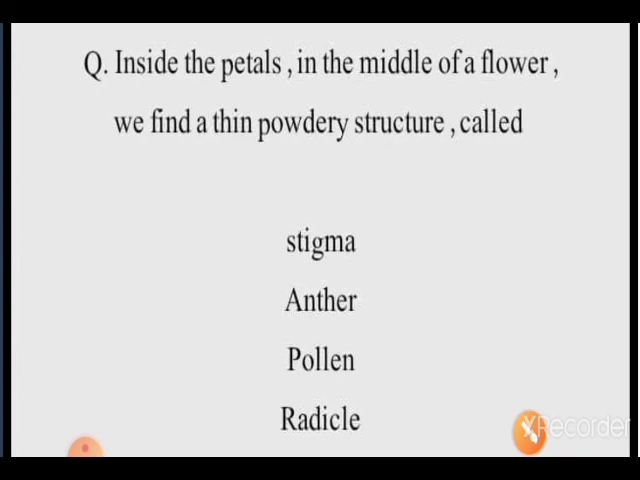 Q. Inside the petals , in the middle of a flower ,
we find a thin powdery structure , called
stigma
Anther
Pollen
Radicle
XRecorder